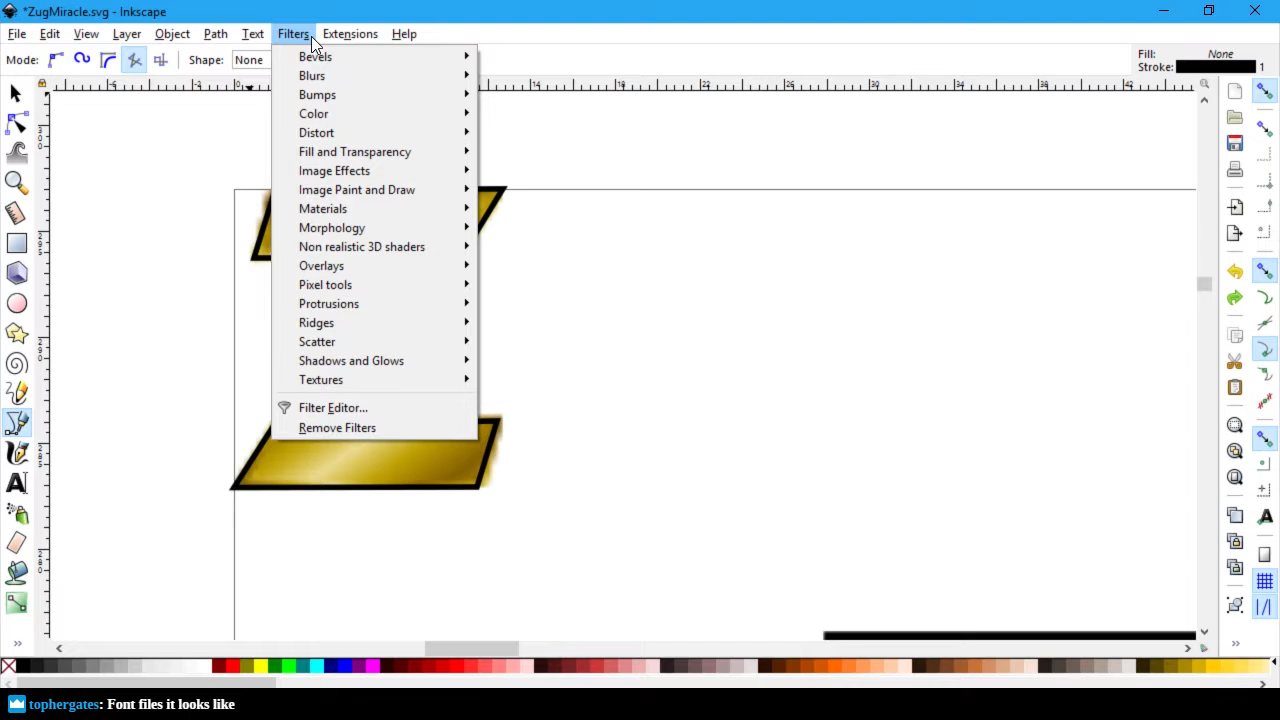 *ZugMiracle.svg - Inkscape
File Edit View Layer Object Path Text Filters Extensions Help
Mode: Shape: None
Fill: None
Stroke: 1
Bevels
Blurs
Bumps
Color
Distort
Fill and Transparency
Image Effects
Image Paint and Draw
Materials
Morphology
Non realistic 3D shaders
Overlays
Pixel tools
Protrusions
Ridges
Scatter
Shadows and Glows
Textures
Filter Editor...
Remove Filters
tophergates: Font files it looks like